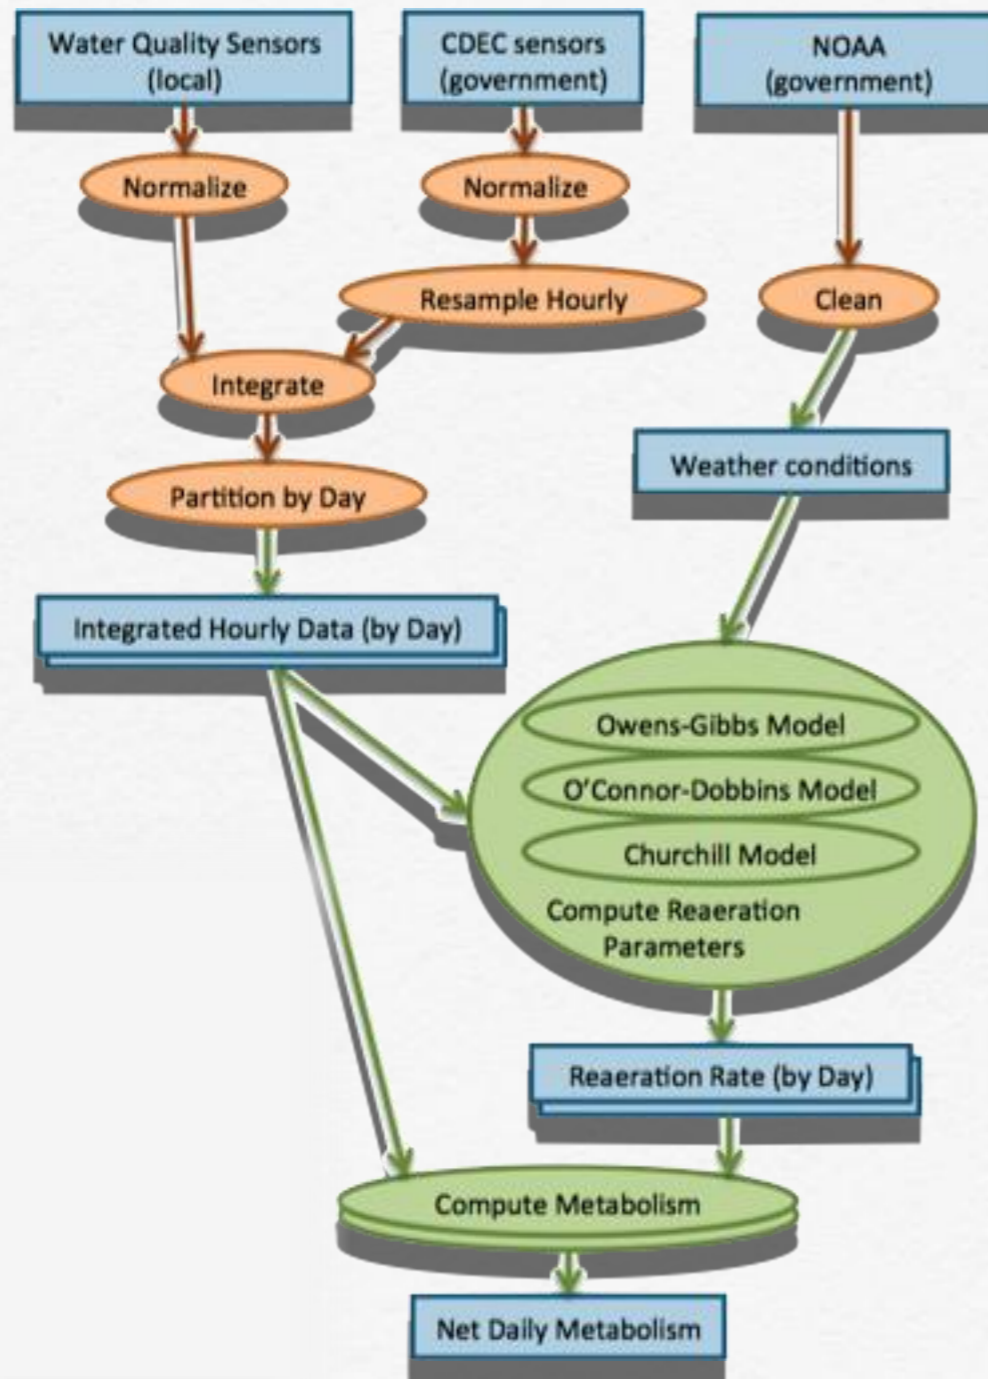 Water Quality Sensors
(local)
CDEC sensors
(government)
NOAA
(government)
Normalize
Normalize
Resample Hourly
Clean
Integrate
Weather conditions
Partition by Day
Integrated Hourly Data (by Day)
Owens-Gibbs Model
O'Connor-Dobbins Model
Churchill Model
Compute Reaeration
Parameters
Reaeration Rate (by Day)
Compute Metabolism
Net Daily Metabolism